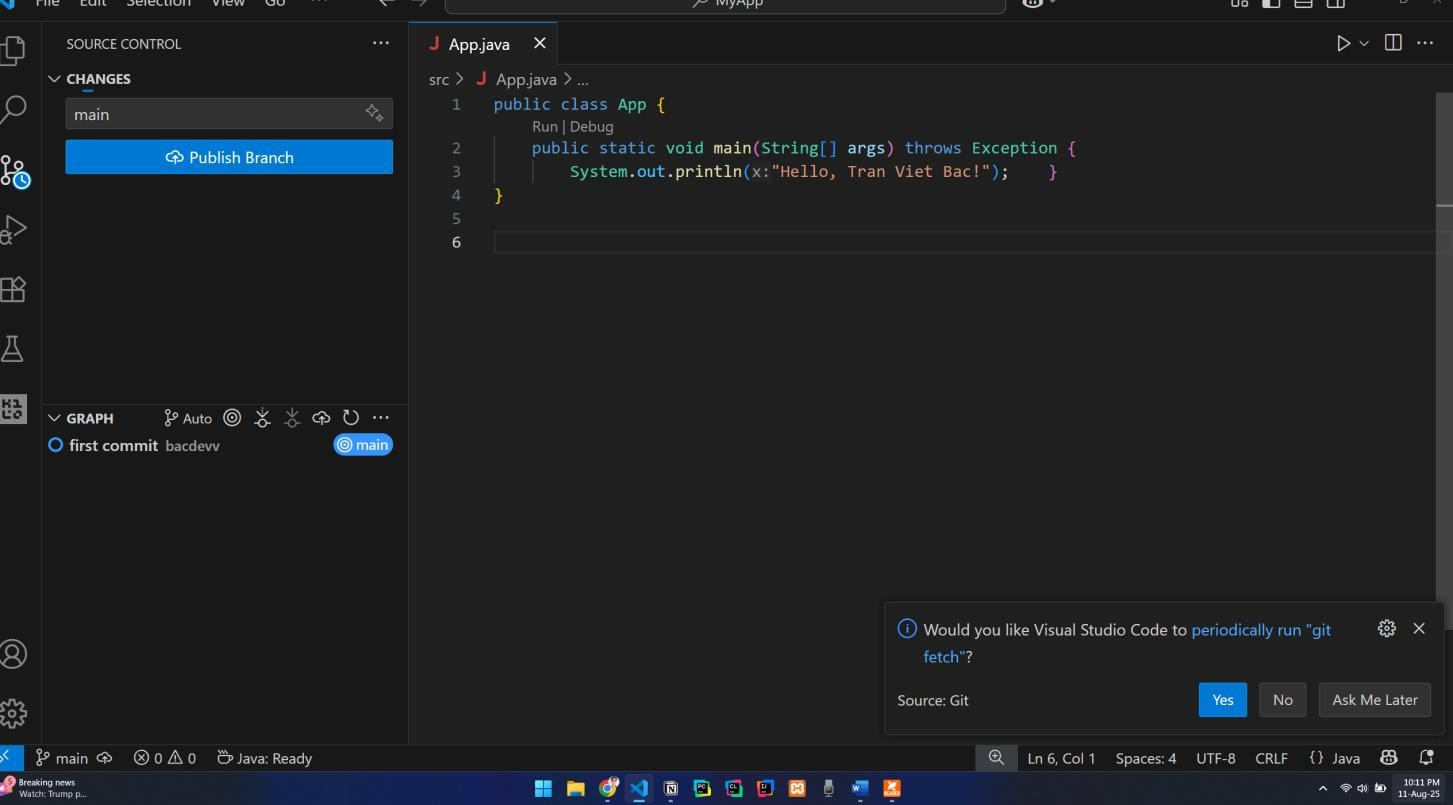 File Edit Selection View Go ... MyApp
SOURCE CONTROL ...
CHANGES
main
Publish Branch
GRAPH Auto ...
first commit bacdevv main
J App.java
src > J App.java > ...
1 public class App {
Run | Debug
2 public static void main(String[] args) throws Exception {
3 System.out.println(x:"Hello, Tran Viet Bac!"); }
4 }
5
6
Would you like Visual Studio Code to periodically run "git
fetch"?
Source: Git Yes No Ask Me Later
main 0 0 Java: Ready Ln 6, Col 1 Spaces: 4 UTF-8 CRLF {} Java
5 Breaking news
Watch: Trump p...
10:11 PM
11-Aug-25